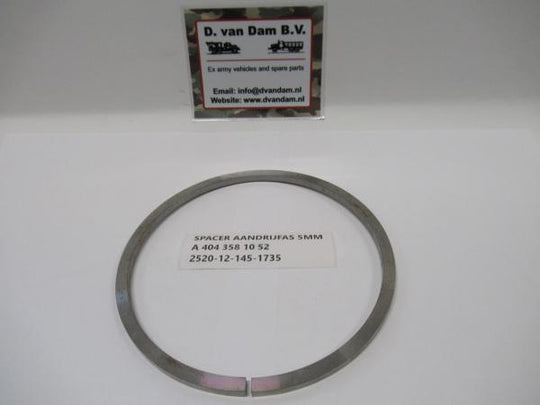 D. van Dam B.V.
Ex army vehicles and spare parts
Email: info@dvandam.nl
Website: www.dvandam.nl
SPACER AANDRIJFAS 5MM
A 404 358 10 52
2520-12-145-1735